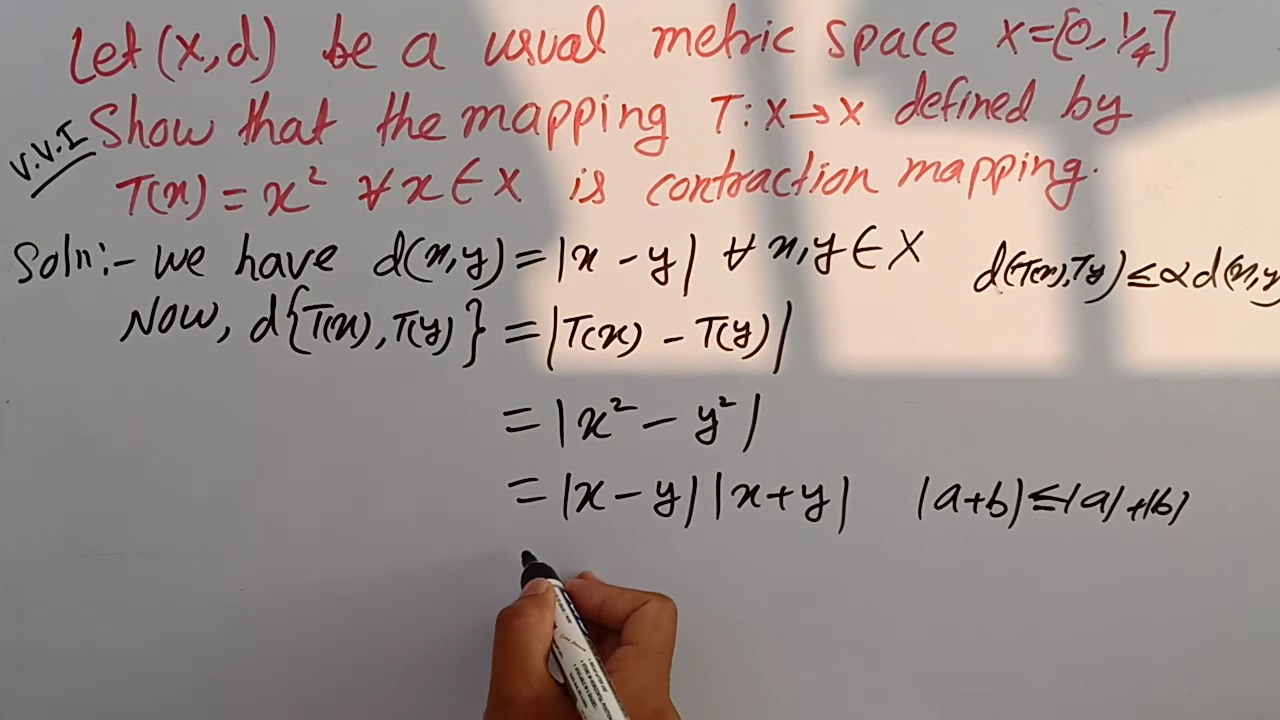 Let (X,d) be a usual metric space X=[0,1/4]
V.V.I Show that the mapping T:X→X defined by
T(x) = x² ∀ x ∈ X is contraction mapping.
Soln:- we have d(x,y) = |x - y| ∀ x,y ∈ X
d(T(x),Ty) ≤ αd(x,y
Now, d{T(x),T(y)} = |T(x) - T(y)|
= |x² - y²|
= |x - y| |x+y|
|a+b| ≤ |a|+|b|